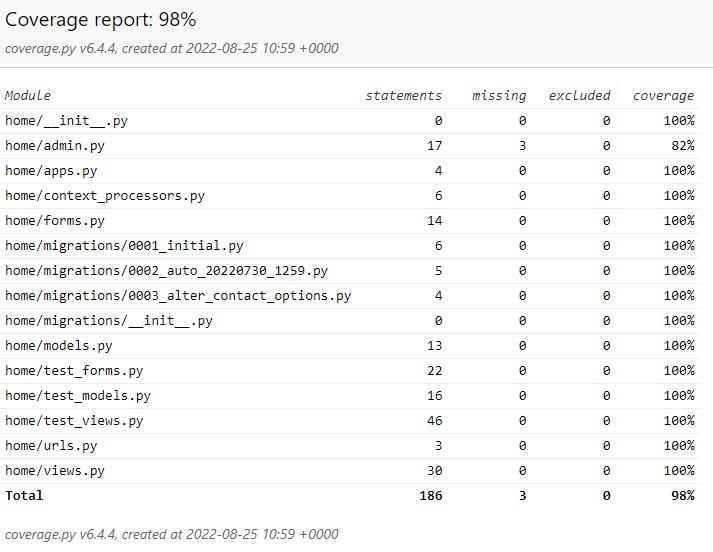 Coverage report: 98%
coverage.py v6.4.4, created at 2022-08-25 10:59 +0000
Module statements missing excluded coverage
home/__init__.py 0 0 0 100%
home/admin.py 17 3 0 82%
home/apps.py 4 0 0 100%
home/context_processors.py 6 0 0 100%
home/forms.py 14 0 0 100%
home/migrations/0001_initial.py 6 0 0 100%
home/migrations/0002_auto_20220730_1259.py 5 0 0 100%
home/migrations/0003_alter_contact_options.py 4 0 0 100%
home/migrations/__init__.py 0 0 0 100%
home/models.py 13 0 0 100%
home/test_forms.py 22 0 0 100%
home/test_models.py 16 0 0 100%
home/test_views.py 46 0 0 100%
home/urls.py 3 0 0 100%
home/views.py 30 0 0 100%
Total 186 3 0 98%
coverage.py v6.4.4, created at 2022-08-25 10:59 +0000